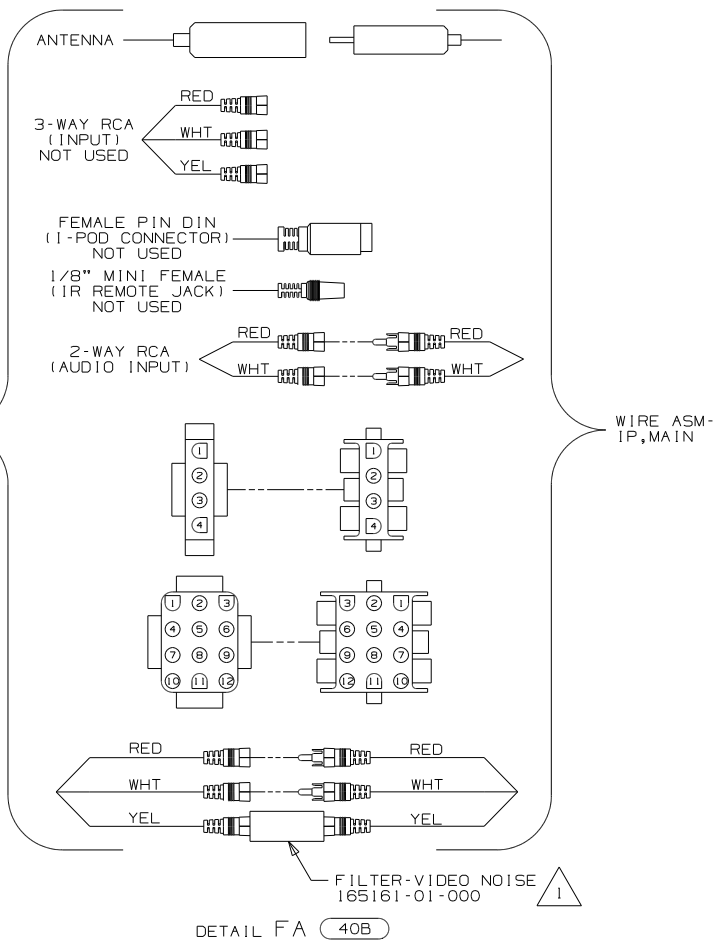 ANTENNA
3-WAY RCA
(INPUT)
NOT USED
RED
WHT
YEL
FEMALE PIN DIN
(I-POD CONNECTOR)
NOT USED
1/8" MINI FEMALE
(IR REMOTE JACK)
NOT USED
2-WAY RCA
(AUDIO INPUT)
RED
RED
WHT
WHT
WIRE ASM-
IP,MAIN
1
1
2
2
3
3
4
4
1 2 3
3 2 1
4 5 6
6 5 4
7 8 9
9 8 7
10 11 12
12 11 10
RED
RED
WHT
WHT
YEL
YEL
FILTER-VIDEO NOISE
165161-01-000
1
DETAIL FA 40B